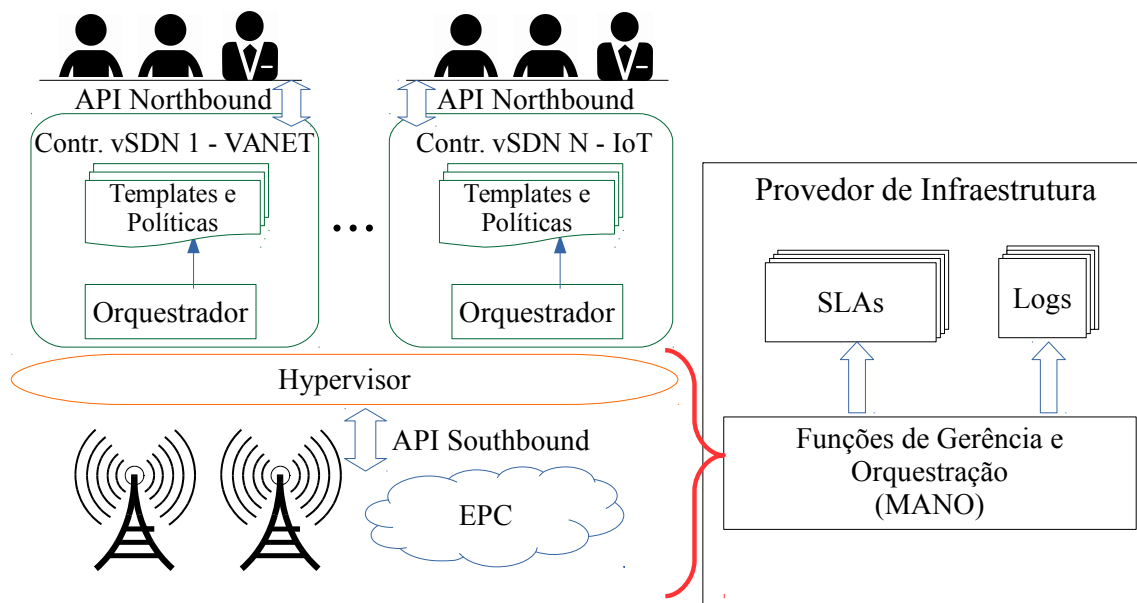 API Northbound
Contr. vSDN 1 - VANET
Templates e
Políticas
Orquestrador
...
API Northbound
Contr. vSDN N - IoT
Templates e
Políticas
Orquestrador
Hypervisor
API Southbound
EPC
Provedor de Infraestrutura
SLAs
Logs
Funções de Gerência e
Orquestração
(MANO)